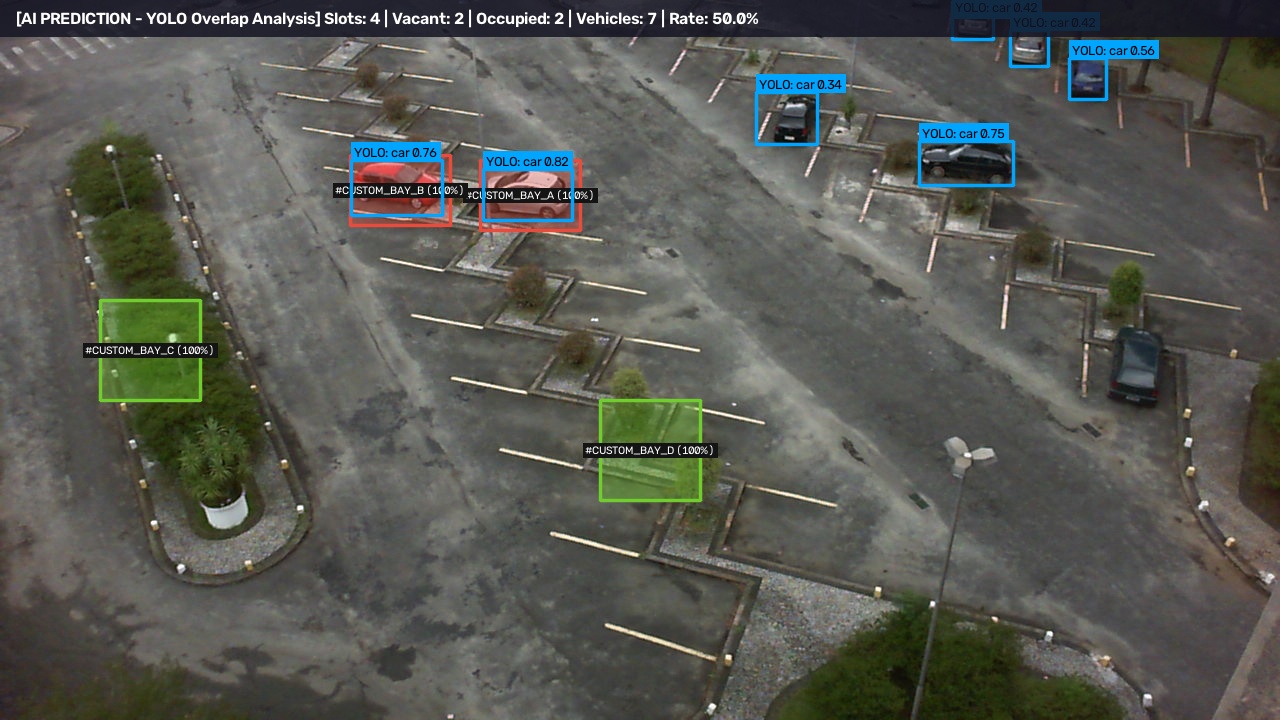 [AI PREDICTION - YOLO Overlap Analysis] Slots: 4 | Vacant: 2 | Occupied: 2 | Vehicles: 7 | Rate: 50.0%
YOLO: car 0.42
YOLO: car 0.42
YOLO: car 0.56
YOLO: car 0.34
YOLO: car 0.75
YOLO: car 0.76
YOLO: car 0.82
#CUSTOM_BAY_B (100%)
#CUSTOM_BAY_A (100%)
#CUSTOM_BAY_C (100%)
#CUSTOM_BAY_D (100%)